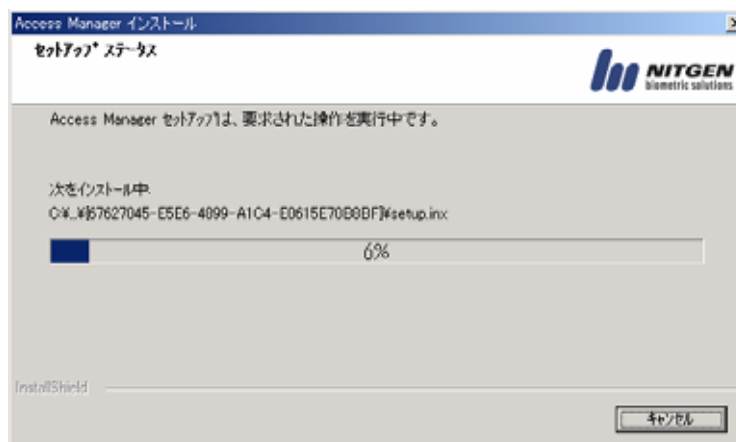 Access Manager インストール
セットアップ ステータス
NITGEN
biometric solutions
Access Manager セットアップは、要求された操作を実行中です。
次をインストール中:
C:¥...¥{67627045-E5E6-4099-A1C4-E0615E70B8BF}¥setup.inx
6%
InstallShield
キャンセル